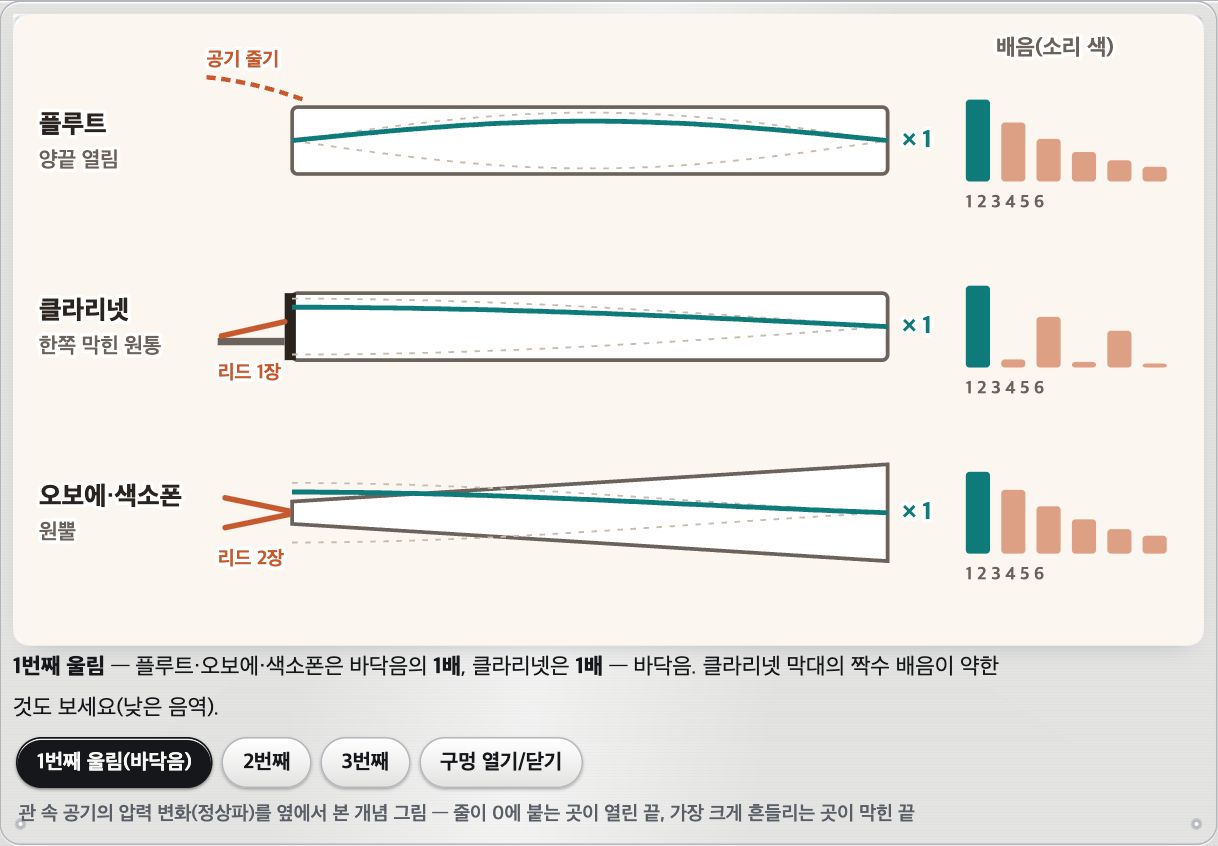 배음(소리 색)
공기 줄기
플루트
양끝 열림
× 1
1 2 3 4 5 6
클라리넷
한쪽 막힌 원통
리드 1장
× 1
1 2 3 4 5 6
오보에·색소폰
원뿔
리드 2장
× 1
1 2 3 4 5 6
1번째 울림 — 플루트·오보에·색소폰은 바닥음의 1배, 클라리넷은 1배 — 바닥음. 클라리넷 막대의 짝수 배음이 약한
것도 보세요(낮은 음역).
1번째 울림(바닥음) 2번째 3번째 구멍 열기/닫기
관 속 공기의 압력 변화(정상파)를 옆에서 본 개념 그림 — 줄이 0에 붙는 곳이 열린 끝, 가장 크게 흔들리는 곳이 막힌 끝